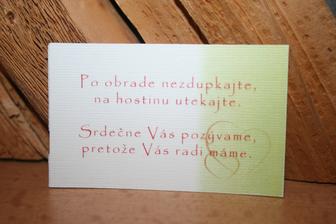 Po obrade nezdupkajte,
na hostinu utekajte.
Srdečne Vás pozývame,
pretože Vás radi máme.